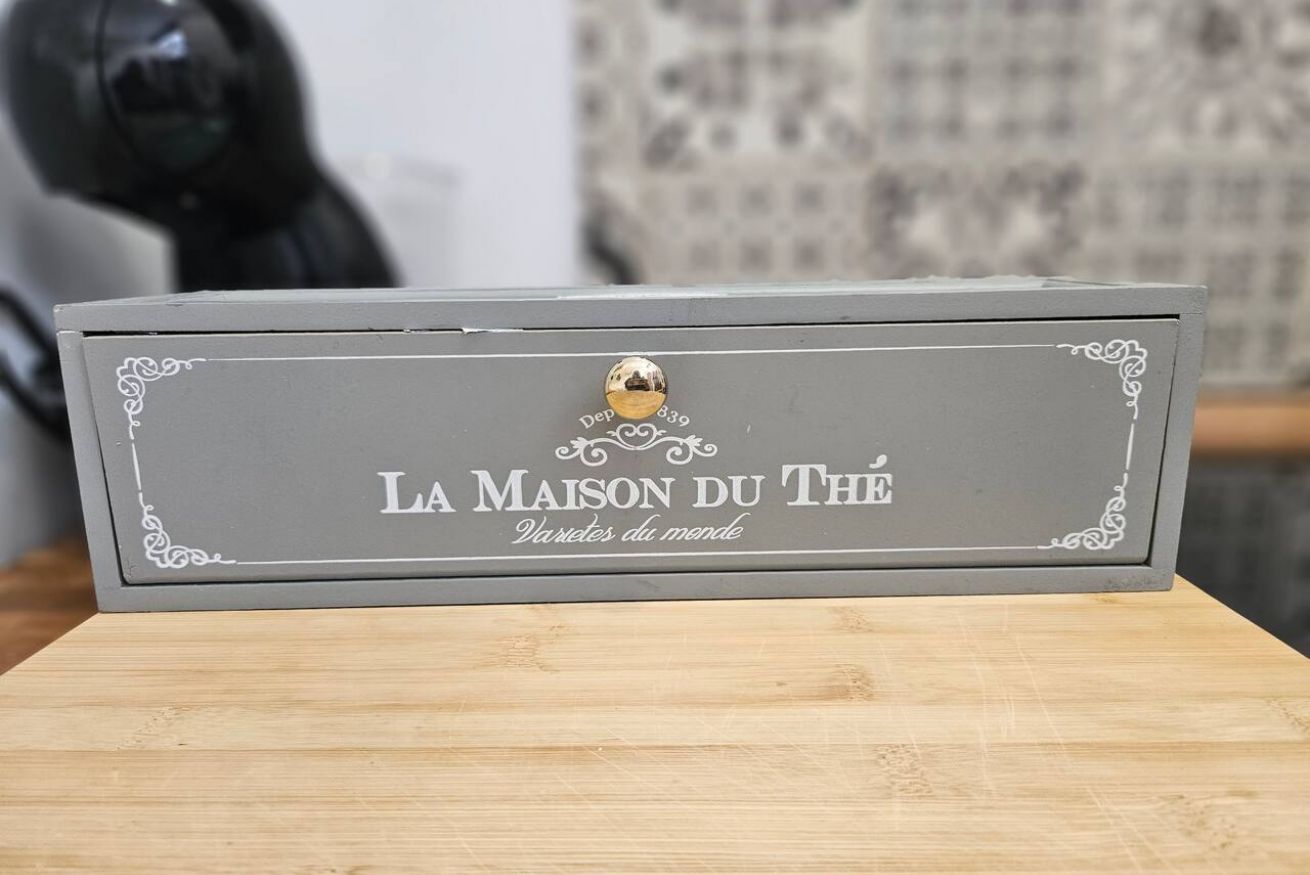 Dep 839
La Maison du Thé
Varietes du monde